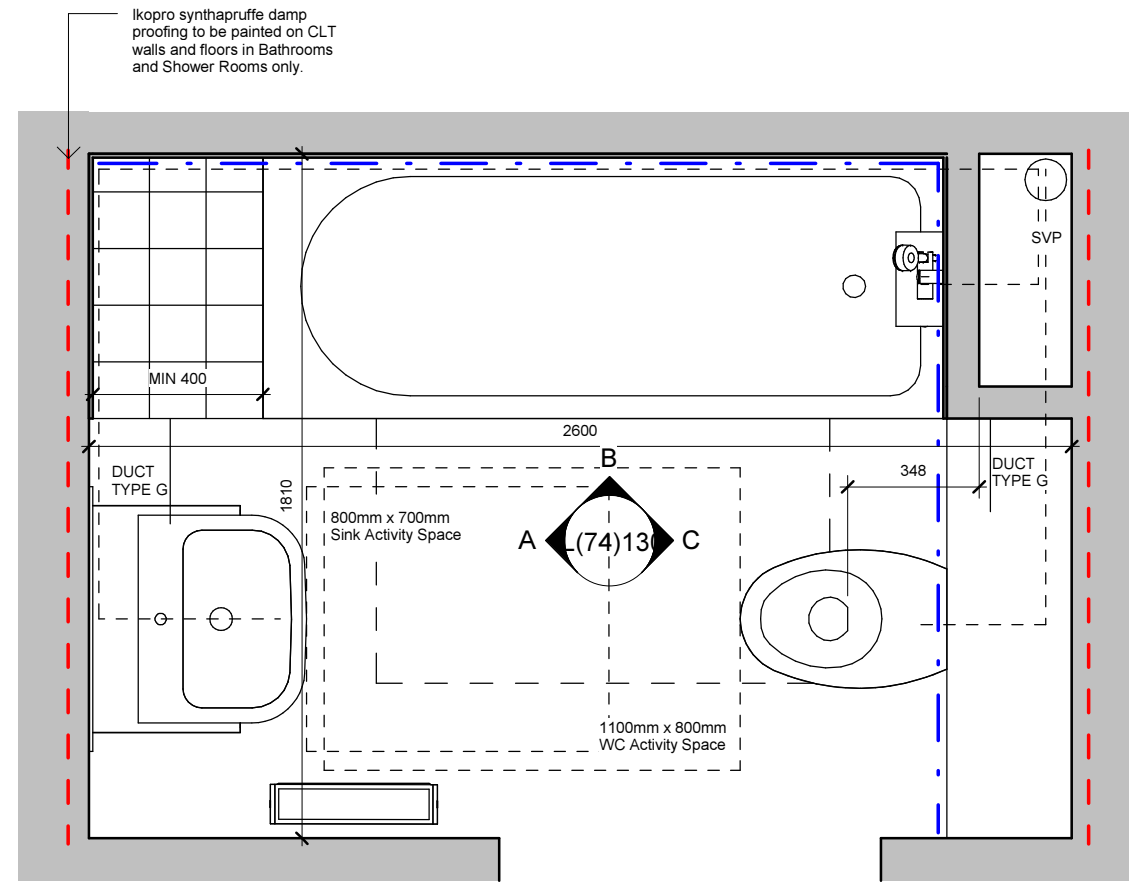 Ikopro synthapruffe damp
proofing to be painted on CLT
walls and floors in Bathrooms
and Shower Rooms only.
SVP
MIN 400
2600
B
348
DUCT
TYPE G
DUCT
TYPE G
1810
800mm x 700mm
Sink Activity Space
A
C
1100mm x 800mm
WC Activity Space